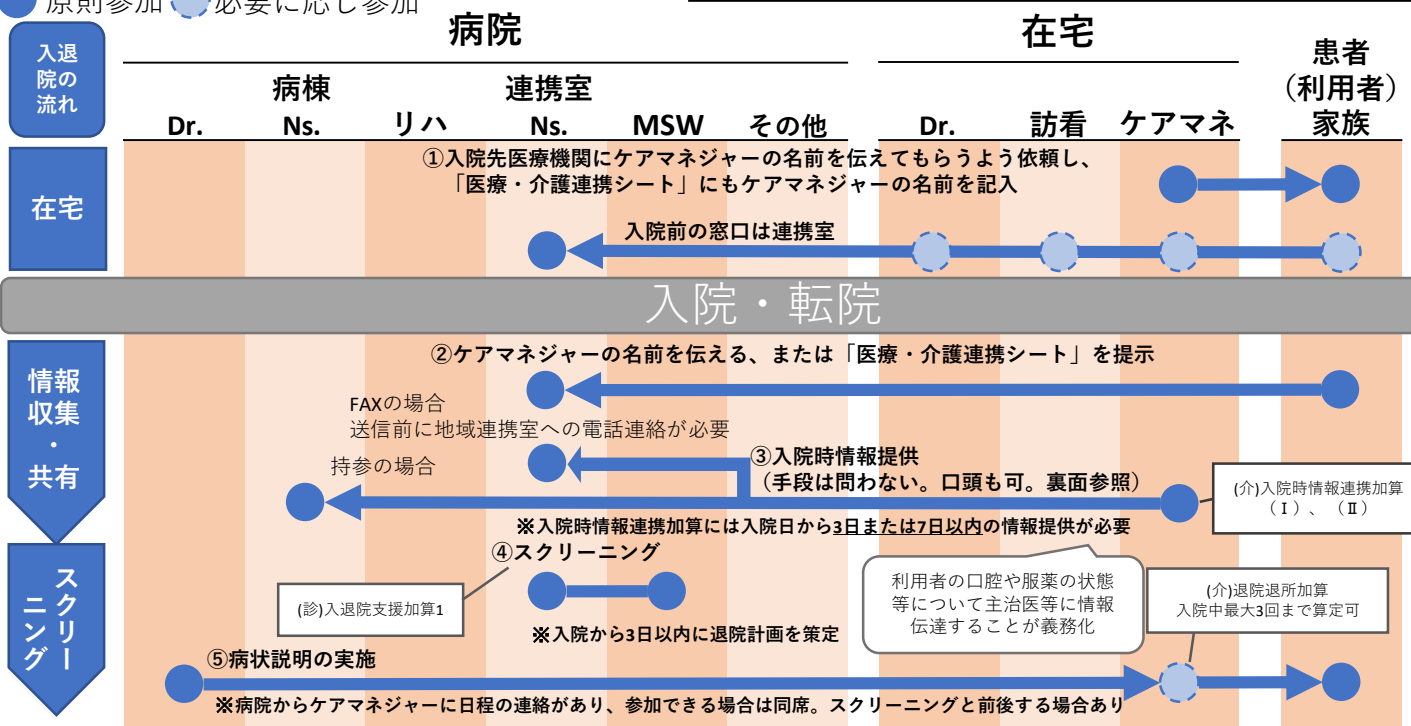 原則参加 必要に応じ参加
入退
院の
流れ
病院
在宅
患者
（利用者）
家族
病棟
連携室
Dr. Ns. リハ Ns. MSW その他 Dr. 訪看 ケアマネ
在宅
①入院先医療機関にケアマネジャーの名前を伝えてもらうよう依頼し、
「医療・介護連携シート」にもケアマネジャーの名前を記入
入院前の窓口は連携室
入院・転院
情報
収集
・
共有
②ケアマネジャーの名前を伝える、または「医療・介護連携シート」を提示
FAXの場合
送信前に地域連携室への電話連絡が必要
持参の場合
③入院時情報提供
（手段は問わない。口頭も可。裏面参照）
(介)入院時情報連携加算
（Ⅰ）、（Ⅱ）
※入院時情報連携加算には入院日から3日または7日以内の情報提供が必要
スクリーニング
④スクリーニング
(診)入退院支援加算1
※入院から3日以内に退院計画を策定
利用者の口腔や服薬の状態
等について主治医等に情報
伝達することが義務化
(介)退院退所加算
入院中最大3回まで算定可
⑤病状説明の実施
※病院からケアマネジャーに日程の連絡があり、参加できる場合は同席。スクリーニングと前後する場合あり